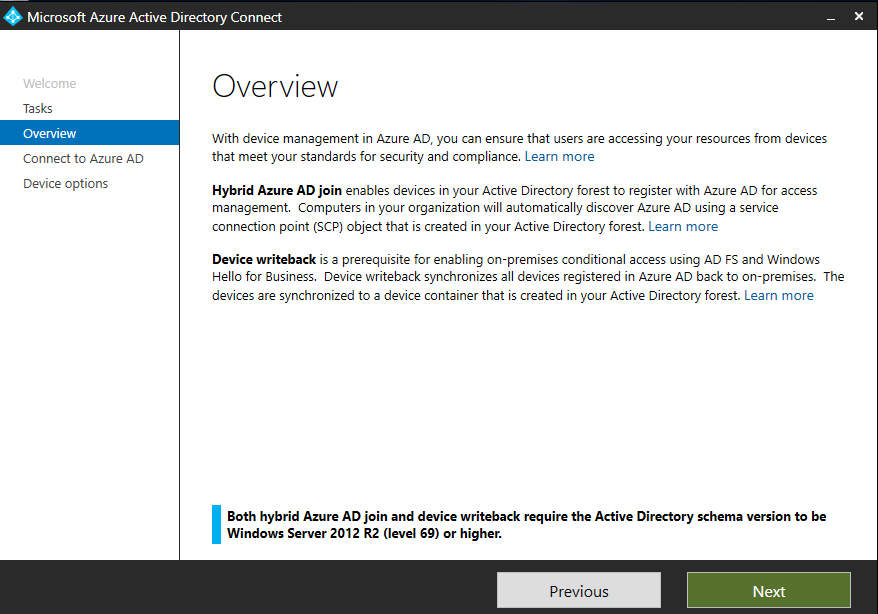 Microsoft Azure Active Directory Connect
Welcome
Tasks
Overview
Connect to Azure AD
Device options
Overview
With device management in Azure AD, you can ensure that users are accessing your resources from devices
that meet your standards for security and compliance. Learn more
Hybrid Azure AD join enables devices in your Active Directory forest to register with Azure AD for access
management.  Computers in your organization will automatically discover Azure AD using a service
connection point (SCP) object that is created in your Active Directory forest. Learn more
Device writeback is a prerequisite for enabling on-premises conditional access using AD FS and Windows
Hello for Business.  Device writeback synchronizes all devices registered in Azure AD back to on-premises.  The
devices are synchronized to a device container that is created in your Active Directory forest. Learn more
Both hybrid Azure AD join and device writeback require the Active Directory schema version to be
Windows Server 2012 R2 (level 69) or higher.
Previous
Next